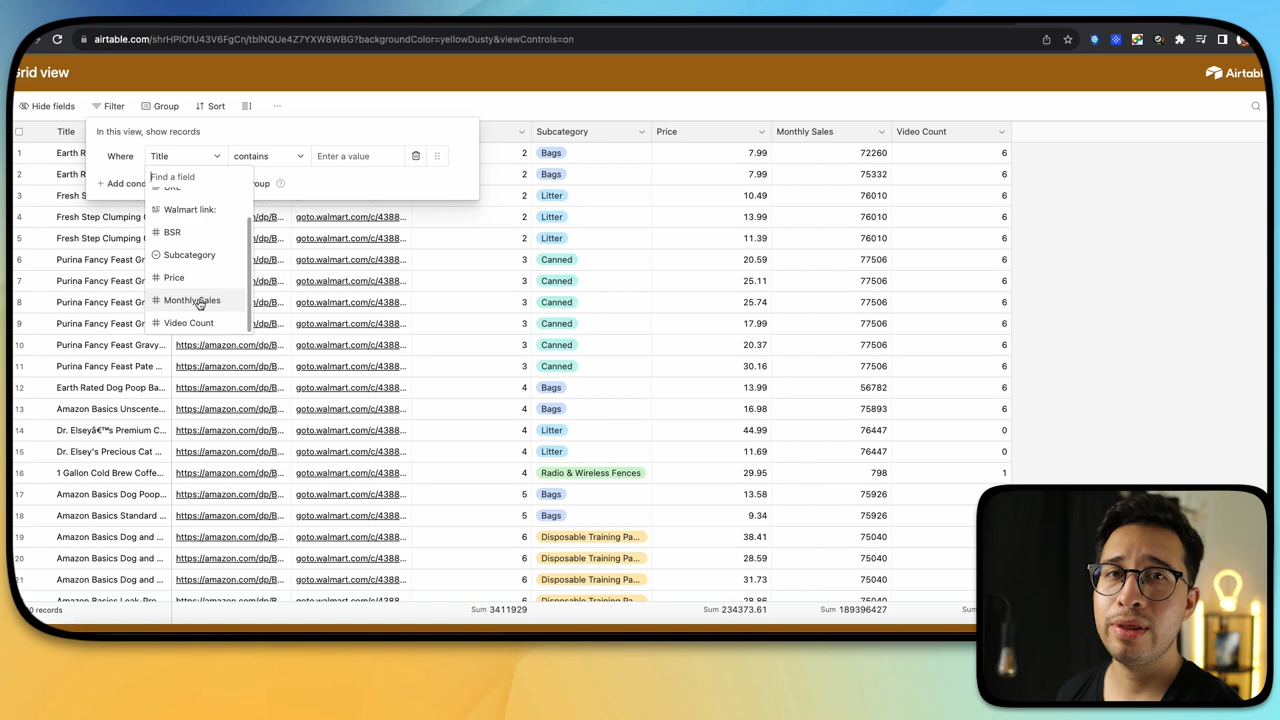 airtable.com/shrHPIOfU43V6FgCn/tblNQUe4Z7YXW8WBG?backgroundColor=yellowDusty&viewControls=on
Grid view
Airtable
Hide fields Filter Group Sort ...
In this view, show records
Where Title contains Enter a value
Find a field
URL
Walmart link:
BSR
Subcategory
Price
Monthly Sales
Video Count
+ Add cond
oup
Title Subcategory Price Monthly Sales Video Count
1 Earth R 2 Bags 7.99 72260 6
2 Earth R 2 Bags 7.99 75332 6
3 Fresh S 2 Litter 10.49 76010 6
4 Fresh Step Clumping C /dp/B... goto.walmart.com/c/4388... 2 Litter 13.99 76010 6
5 Fresh Step Clumping C /dp/B... goto.walmart.com/c/4388... 2 Litter 11.39 76010 6
6 Purina Fancy Feast Gr /dp/B... goto.walmart.com/c/4388... 3 Canned 20.59 77506 6
7 Purina Fancy Feast Gr /dp/B... goto.walmart.com/c/4388... 3 Canned 25.11 77506 6
8 Purina Fancy Feast Gr /dp/B... goto.walmart.com/c/4388... 3 Canned 25.74 77506 6
9 Purina Fancy Feast Gr /dp/B... goto.walmart.com/c/4388... 3 Canned 17.99 77506 6
10 Purina Fancy Feast Gravy... https://amazon.com/dp/B... goto.walmart.com/c/4388... 3 Canned 20.37 77506 6
11 Purina Fancy Feast Pate ... https://amazon.com/dp/B... goto.walmart.com/c/4388... 3 Canned 30.16 77506 6
12 Earth Rated Dog Poop Ba... https://amazon.com/dp/B... goto.walmart.com/c/4388... 4 Bags 13.99 56782 6
13 Amazon Basics Unscente... https://amazon.com/dp/B... goto.walmart.com/c/4388... 4 Bags 16.98 75893 6
14 Dr. Elseyâ€™s Premium C... https://amazon.com/dp/B... goto.walmart.com/c/4388... 4 Litter 44.99 76447 0
15 Dr. Elsey's Precious Cat ... https://amazon.com/dp/B... goto.walmart.com/c/4388... 4 Litter 11.69 76447 0
16 1 Gallon Cold Brew Coffe... https://amazon.com/dp/B... goto.walmart.com/c/4388... 4 Radio & Wireless Fences 29.95 798 1
17 Amazon Basics Dog Poop... https://amazon.com/dp/B... goto.walmart.com/c/4388... 5 Bags 13.58 75926
18 Amazon Basics Standard ... https://amazon.com/dp/B... goto.walmart.com/c/4388... 5 Bags 9.34 75926
19 Amazon Basics Dog and ... https://amazon.com/dp/B... goto.walmart.com/c/4388... 6 Disposable Training Pa... 38.41 75040
20 Amazon Basics Dog and ... https://amazon.com/dp/B... goto.walmart.com/c/4388... 6 Disposable Training Pa... 28.59 75040
21 Amazon Basics Dog and ... https://amazon.com/dp/B... goto.walmart.com/c/4388... 6 Disposable Training Pa... 31.73 75040
records Sum 3411929 Sum 234373.61 Sum 189396427 Sum